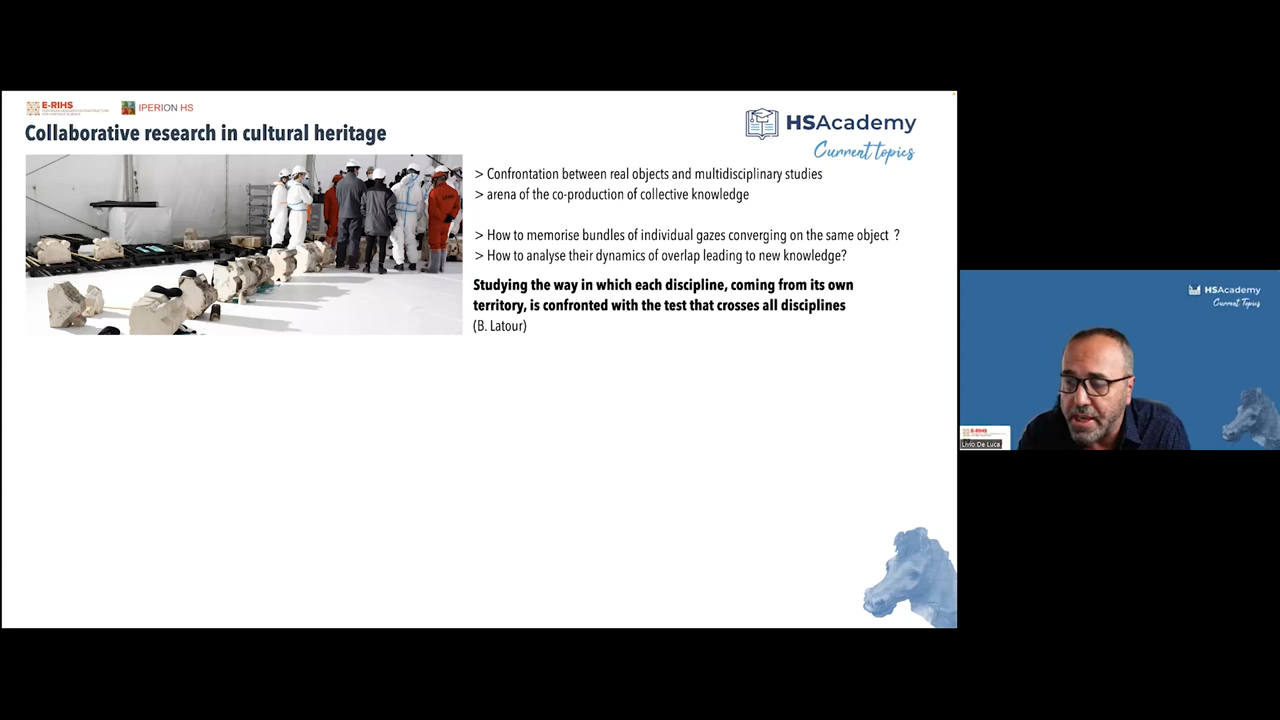 E-RIHS
IPERION HS
Collaborative research in cultural heritage
HSAcademy
Current topics
> Confrontation between real objects and multidisciplinary studies
> arena of the co-production of collective knowledge
> How to memorise bundles of individual gazes converging on the same object ?
> How to analyse their dynamics of overlap leading to new knowledge?
Studying the way in which each discipline, coming from its own
territory, is confronted with the test that crosses all disciplines
(B. Latour)
HSAcademy
Current Topics
E-RIHS
Livio De Luca